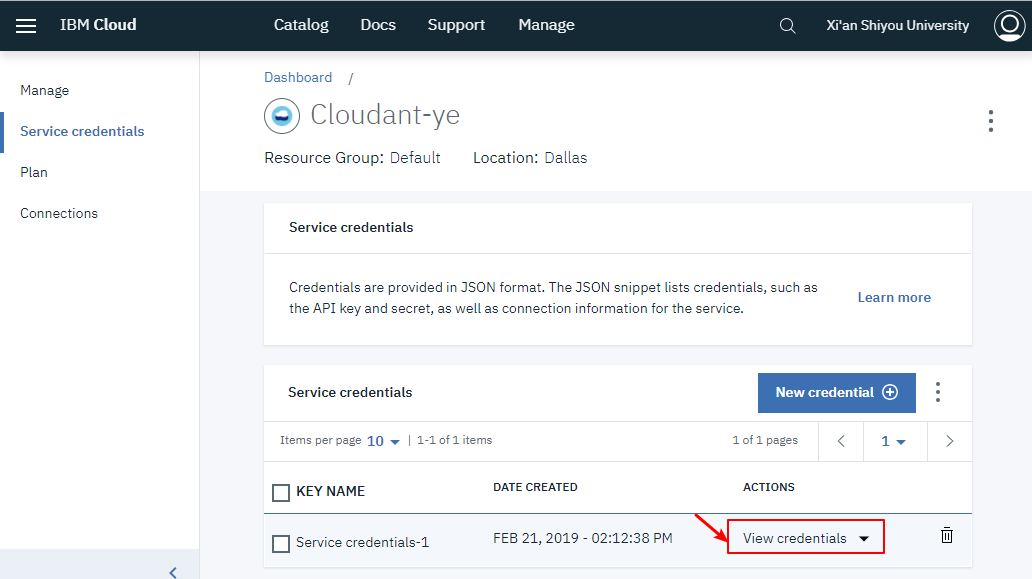 IBM Cloud Catalog Docs Support Manage Xi'an Shiyou University
Manage
Service credentials
Plan
Connections
Dashboard /
Cloudant-ye
Resource Group: Default Location: Dallas
Service credentials
Credentials are provided in JSON format. The JSON snippet lists credentials, such as
the API key and secret, as well as connection information for the service.
Learn more
Service credentials
New credential
Items per page 10 | 1-1 of 1 items 1 of 1 pages 1
KEY NAME DATE CREATED ACTIONS
Service credentials-1 FEB 21, 2019 - 02:12:38 PM View credentials